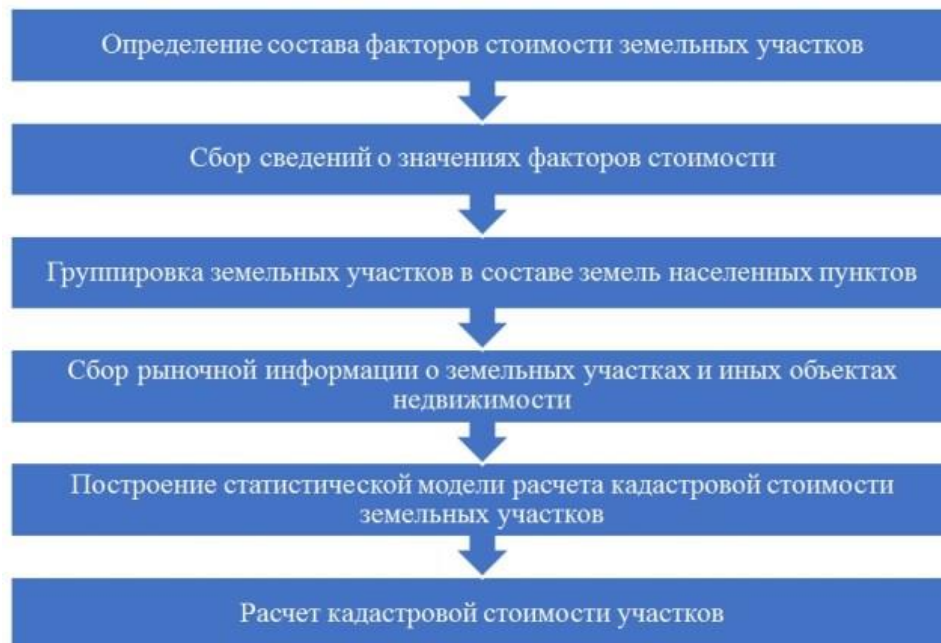 Определение состава факторов стоимости земельных участков
Сбор сведений о значениях факторов стоимости
Группировка земельных участков в составе земель населенных пунктов
Сбор рыночной информации о земельных участках и иных объектах
недвижимости
Построение статистической модели расчета кадастровой стоимости
земельных участков
Расчет кадастровой стоимости участков